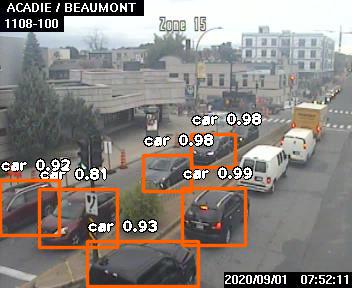 ACADIE / BEAUMONT
1108-100
Zone 15
car 0.98
car 0.98
car 0.92
car 0.81
car 0.99
car 0.93
2020/09/01 07:52:11